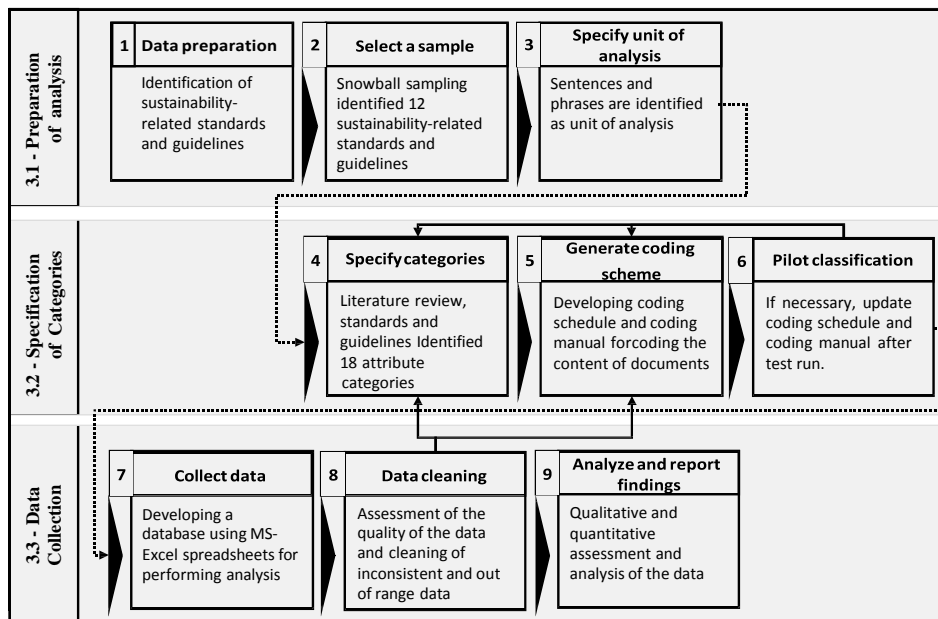 3.1 - Preparation
of analysis
1 Data preparation
Identification of
sustainability-
related standards
and guidelines
2 Select a sample
Snowball sampling
identified 12
sustainability-related
standards and
guidelines
3 Specify unit of
analysis
Sentences and
phrases are identified
as unit of analysis
3.2 - Specification
of Categories
4 Specify categories
Literature review,
standards and
guidelines Identified
18 attribute
categories
5 Generate coding
scheme
Developing coding
schedule and coding
manual forcoding the
content of documents
6 Pilot classification
If necessary, update
coding schedule and
coding manual after
test run.
3.3 - Data
Collection
7 Collect data
Developing a
database using MS-
Excel spreadsheets for
performing analysis
8 Data cleaning
Assessment of the
quality of the data
and cleaning of
inconsistent and out
of range data
9 Analyze and report
findings
Qualitative and
quantitative
assessment and
analysis of the data